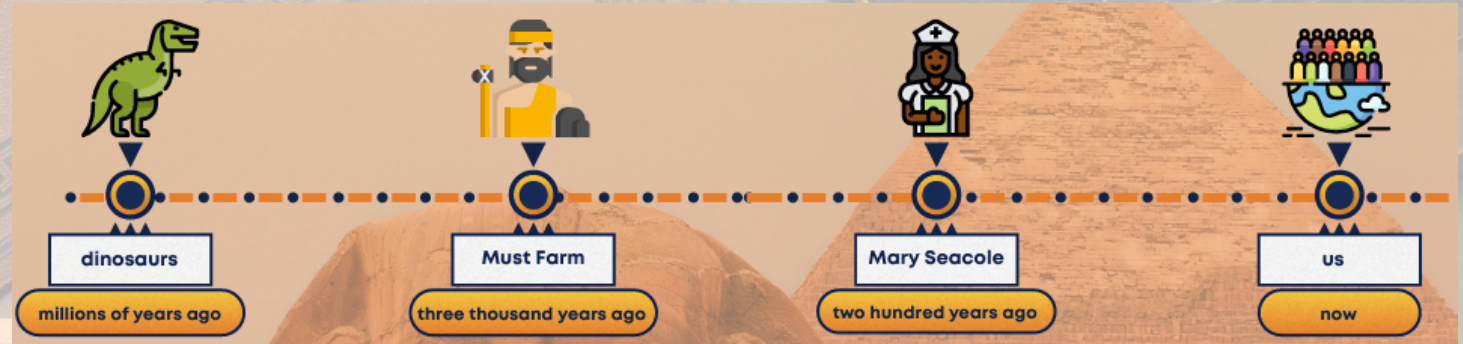 dinosaurs
millions of years ago
Must Farm
three thousand years ago
Mary Seacole
two hundred years ago
us
now